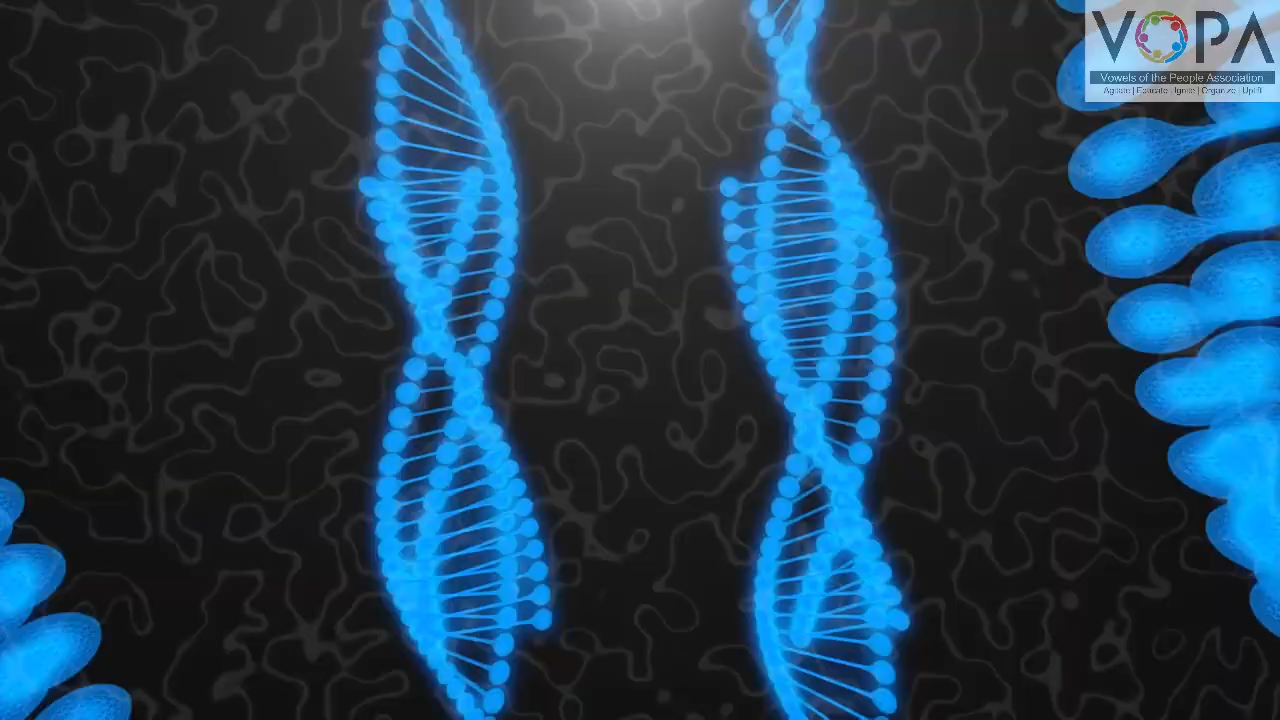 VOPA
Vowels of the People Association
Agitate | Educate | Ignite | Organize | Uplift